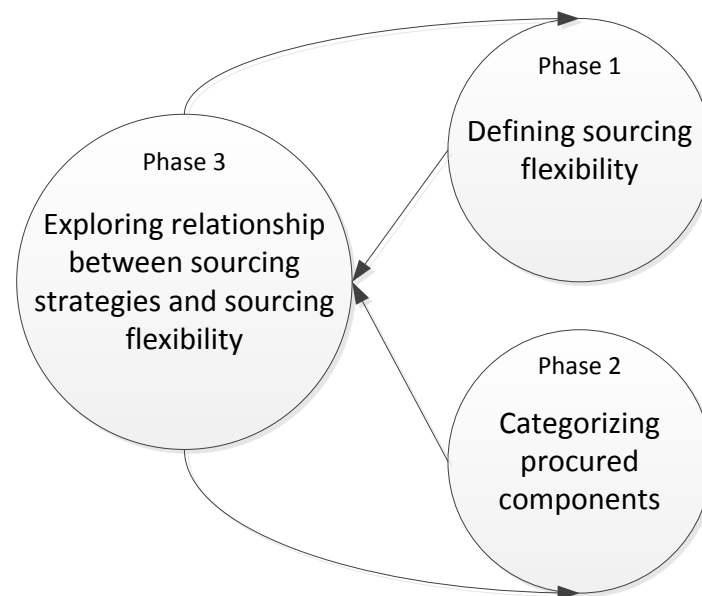 Phase 1
Defining sourcing
flexibility
Phase 3
Exploring relationship
between sourcing
strategies and sourcing
flexibility
Phase 2
Categorizing
procured
components